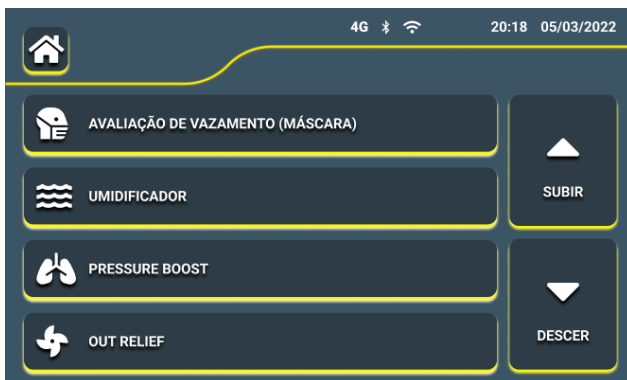 4G 20:18 05/03/2022
AVALIAÇÃO DE VAZAMENTO (MÁSCARA)
UMIDIFICADOR
PRESSURE BOOST
OUT RELIEF
SUBIR
DESCER